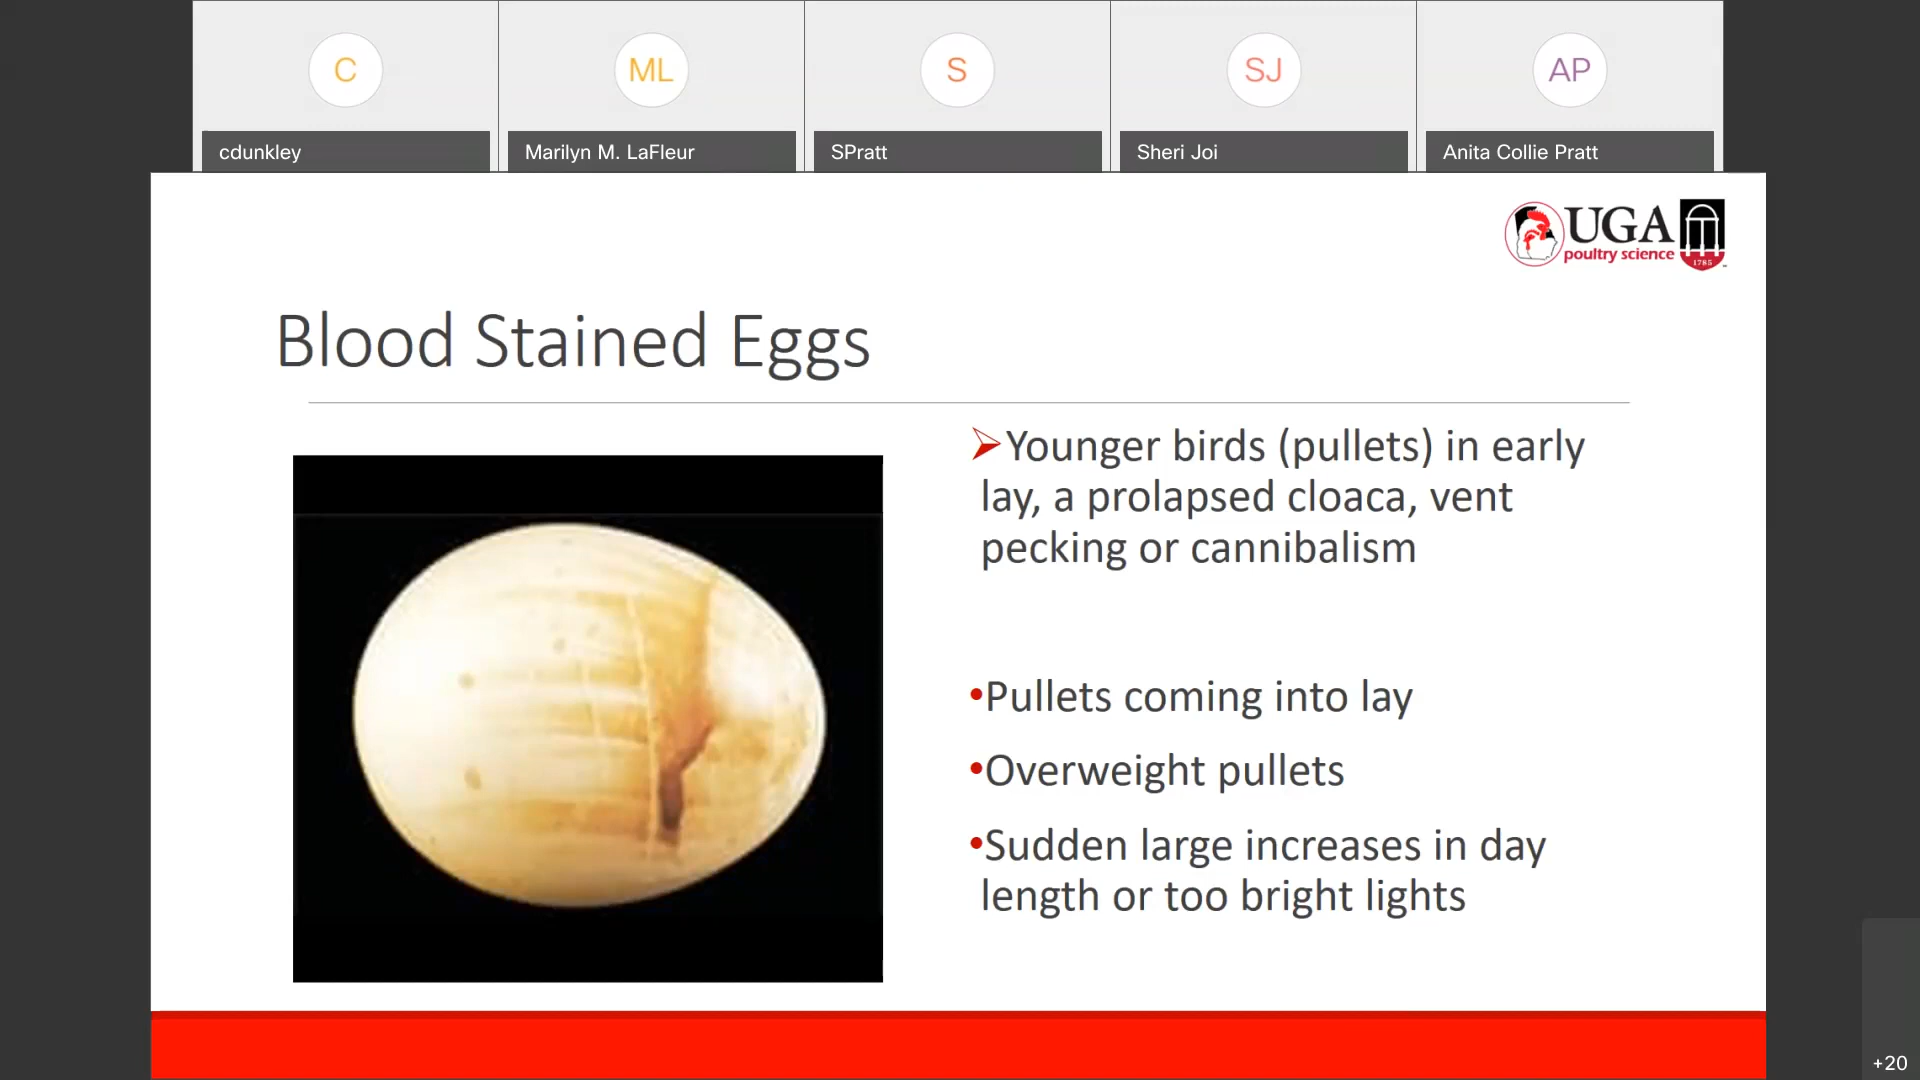 C
ML
S
SJ
AP
cdunkley
Marilyn M. LaFleur
SPratt
Sheri Joi
Anita Collie Pratt
UGA
poultry science
1785
Blood Stained Eggs
➢Younger birds (pullets) in early
lay, a prolapsed cloaca, vent
pecking or cannibalism
•Pullets coming into lay
•Overweight pullets
•Sudden large increases in day
length or too bright lights
+20